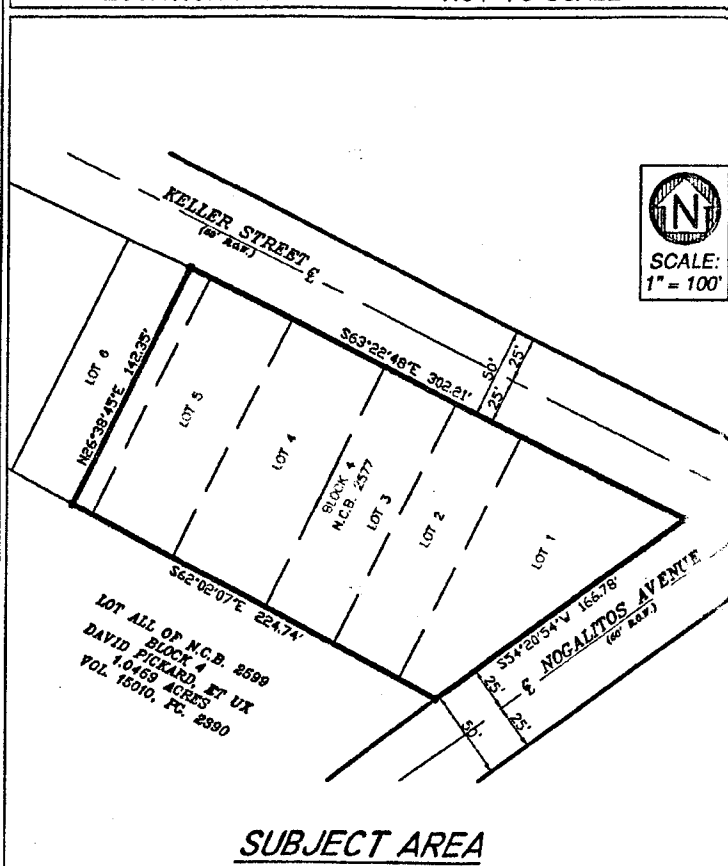 KELLER STREET ℄
(60' R.O.W.)
N
SCALE:
1" = 100'
S63°22'48"E 302.21'
50'
25'
25'
LOT 6
N26°38'45"E 142.35'
LOT 5
LOT 4
BLOCK 4
N.C.B. 2577
LOT 3
LOT 2
LOT 1
S62°02'07"E 224.74'
S54°20'54"W 166.78'
℄ NOGALITOS AVENUE
(60' R.O.W.)
25'
25'
50'
LOT ALL OF N.C.B. 2599
BLOCK 4
DAVID PICKARD, ET UX
1.0469 ACRES
VOL. 15010, PG. 2390
SUBJECT AREA